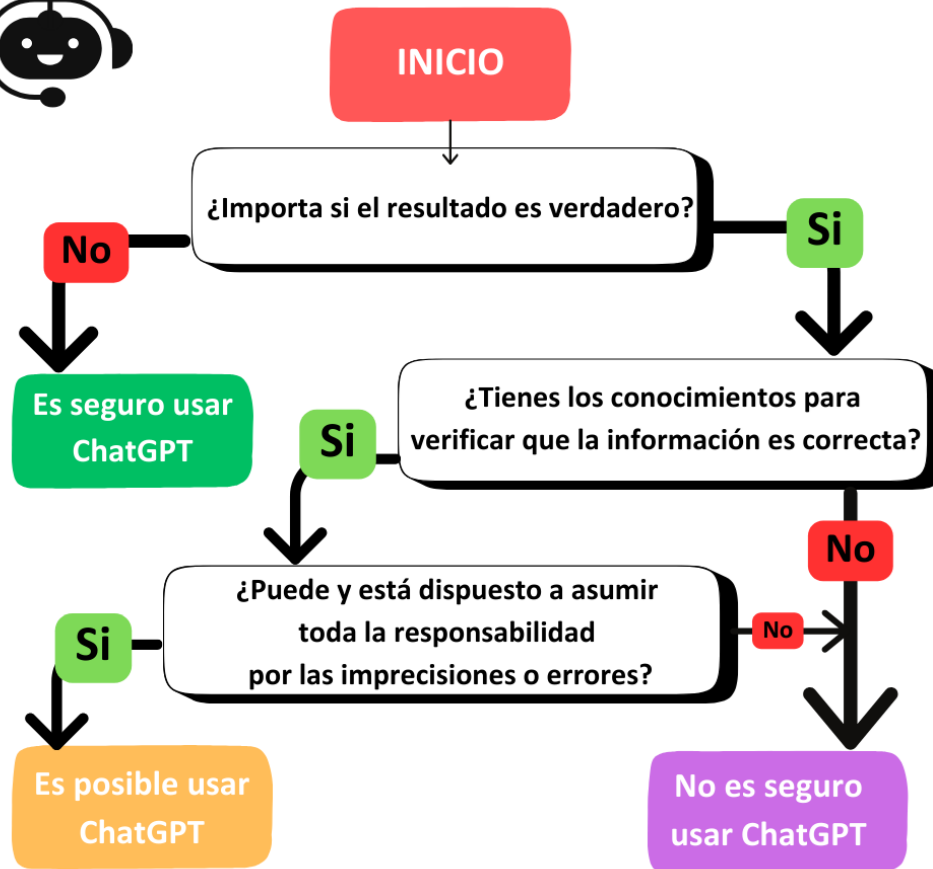 INICIO
¿Importa si el resultado es verdadero?
No
Si
Es seguro usar
ChatGPT
¿Tienes los conocimientos para
verificar que la información es correcta?
Si
No
¿Puede y está dispuesto a asumir
toda la responsabilidad
por las imprecisiones o errores?
Si
No
Es posible usar
ChatGPT
No es seguro
usar ChatGPT